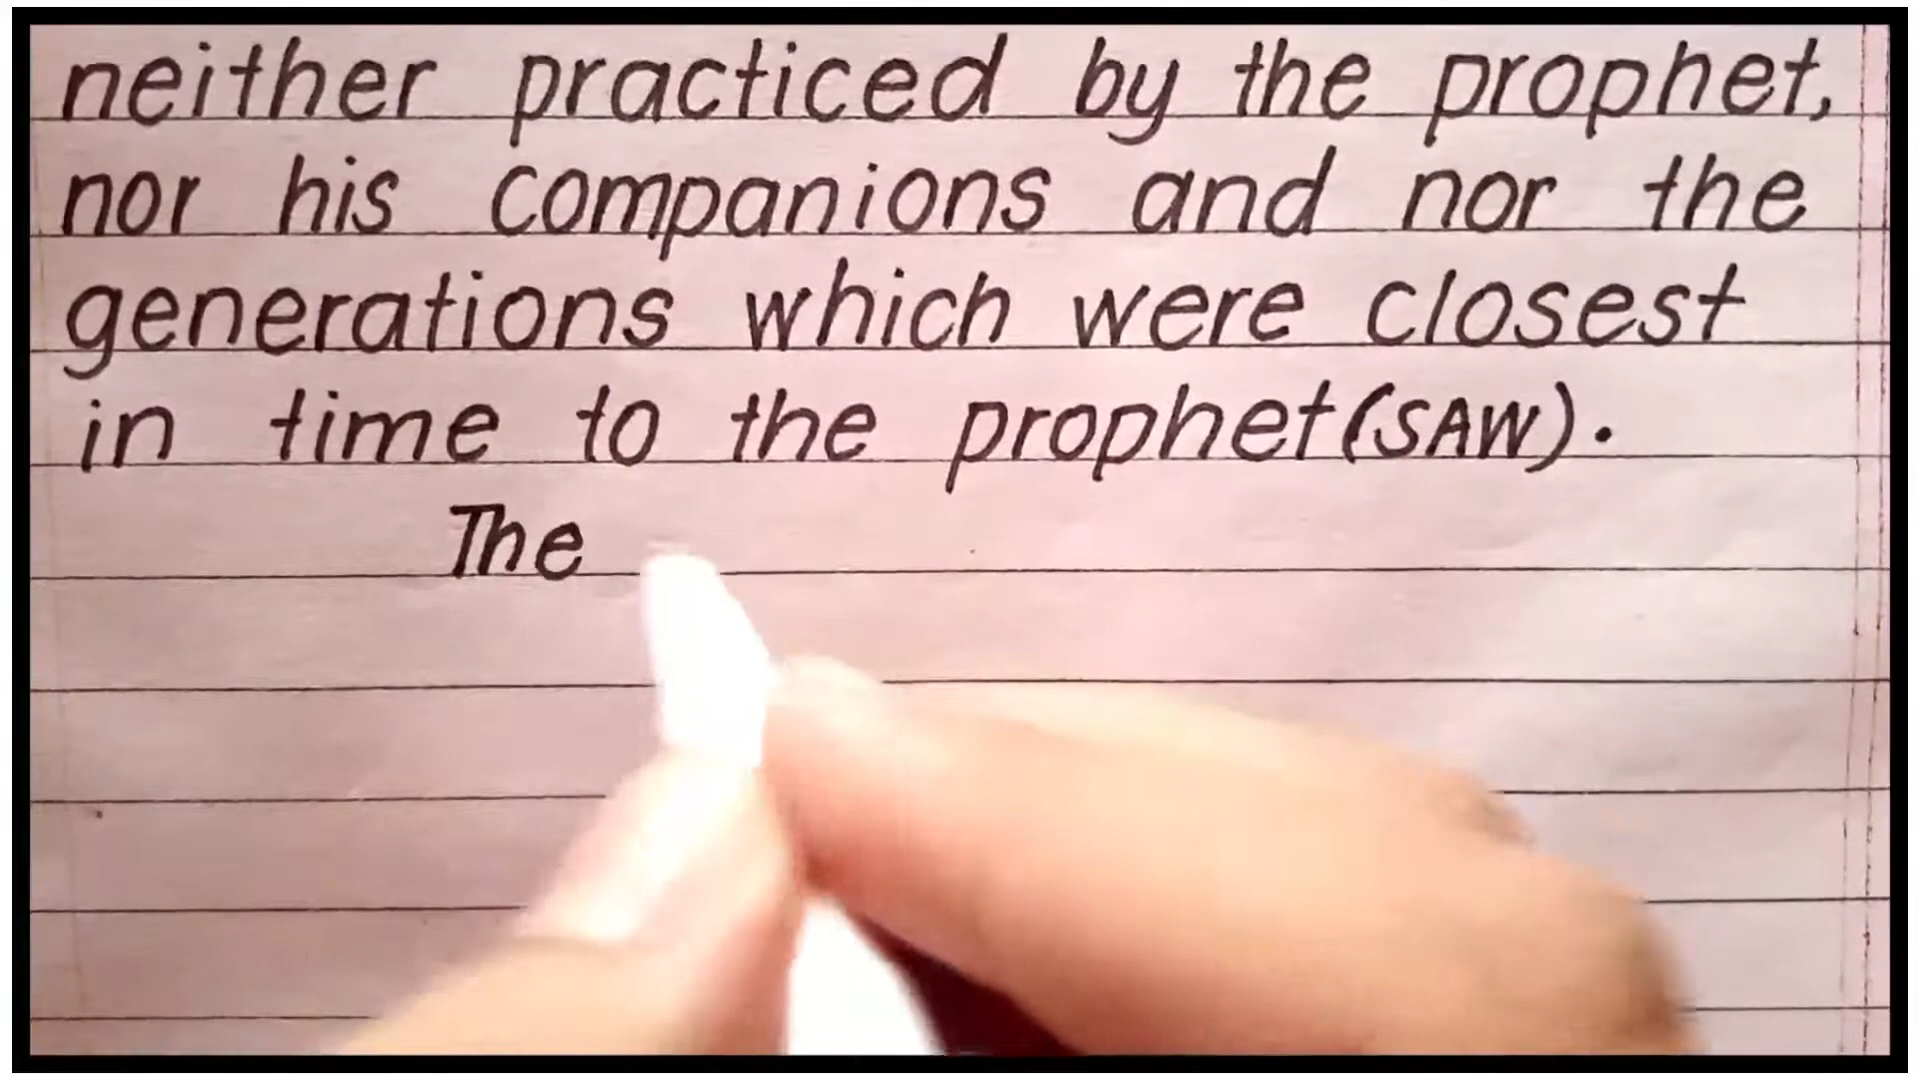 neither practiced by the prophet,
nor his companions and nor the
generations which were closest
in time to the prophet(SAW).
The